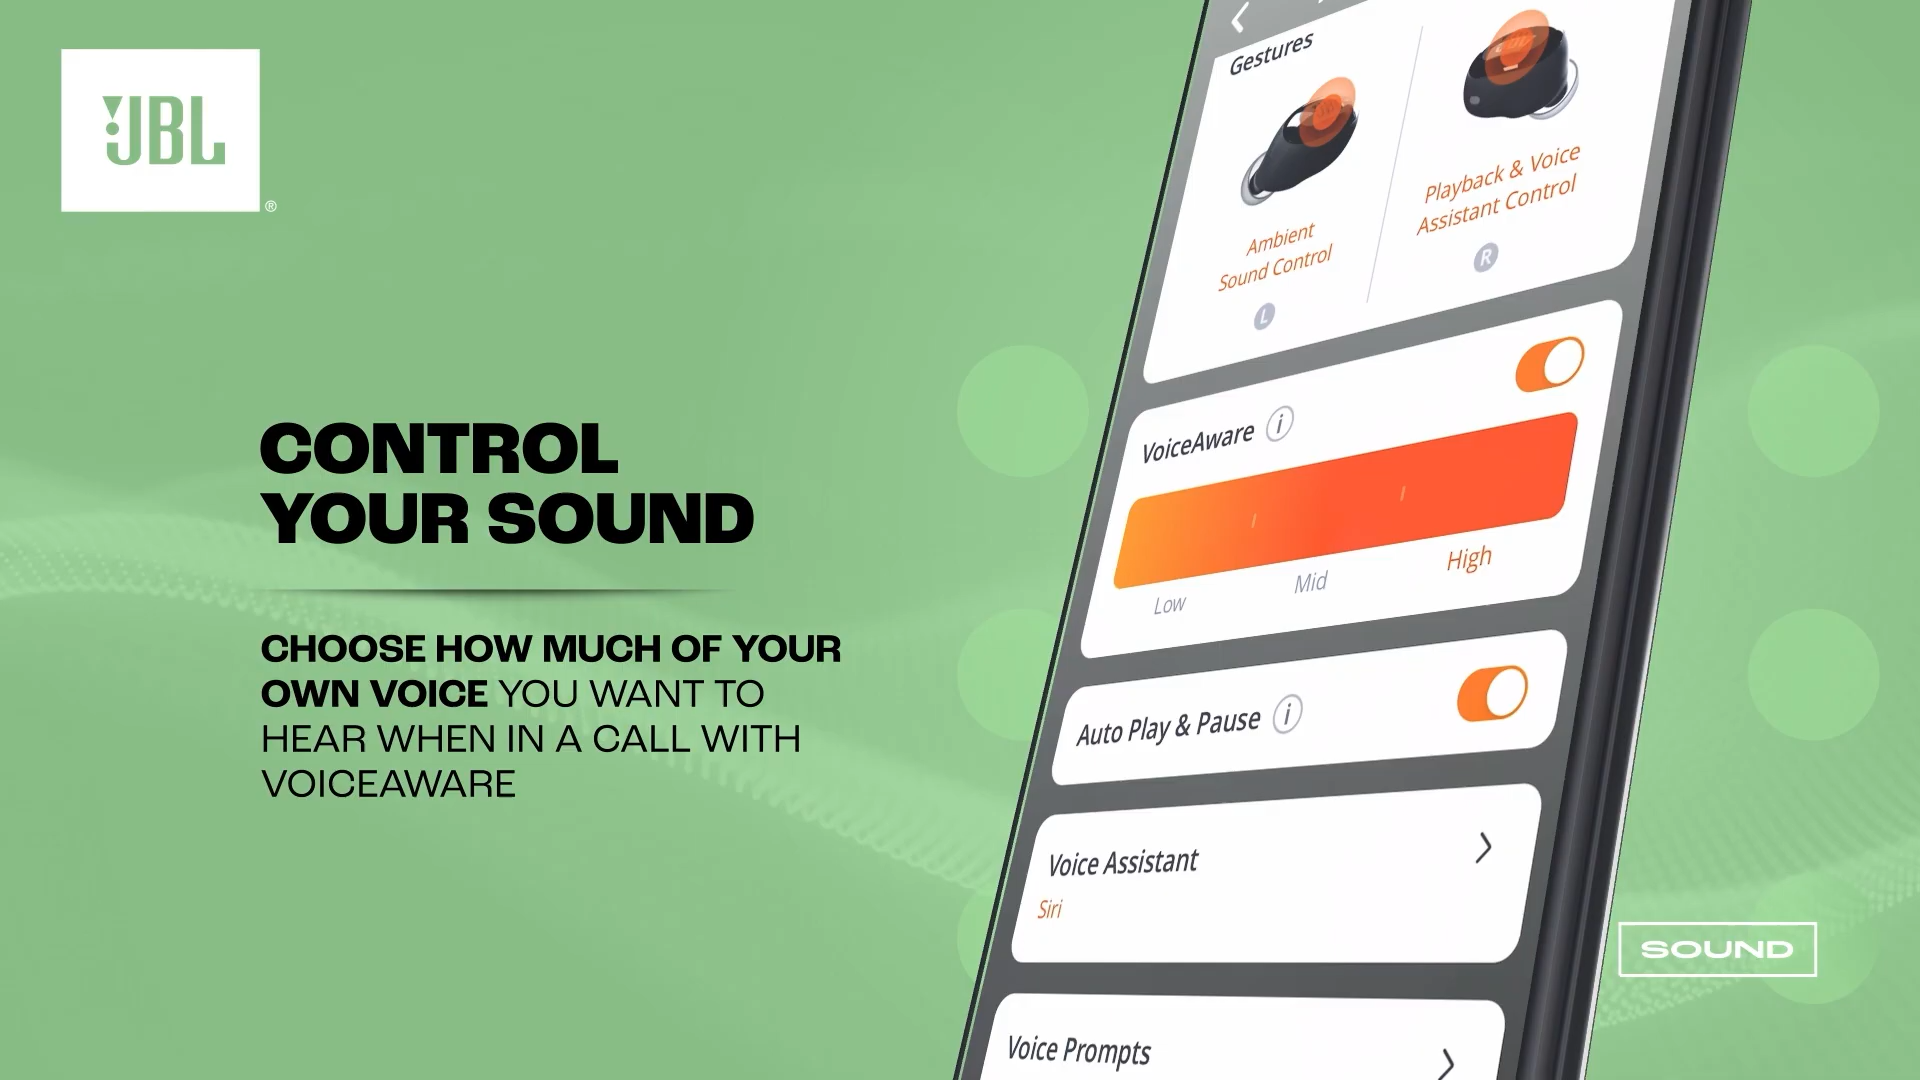 JBL
®
CONTROL
YOUR SOUND
CHOOSE HOW MUCH OF YOUR
OWN VOICE YOU WANT TO
HEAR WHEN IN A CALL WITH
VOICEAWARE
Gestures
Ambient
Sound Control
L
Playback & Voice
Assistant Control
R
VoiceAware i
Low
Mid
High
Auto Play & Pause i
Voice Assistant
Siri
Voice Prompts
SOUND